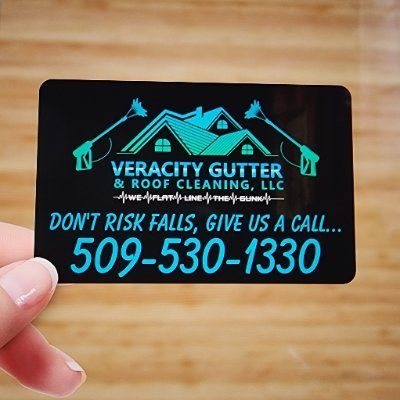 VERACITY GUTTER
& ROOF CLEANING, LLC
WE FLAT LINE THE GUNK
DON'T RISK FALLS, GIVE US A CALL...
509-530-1330